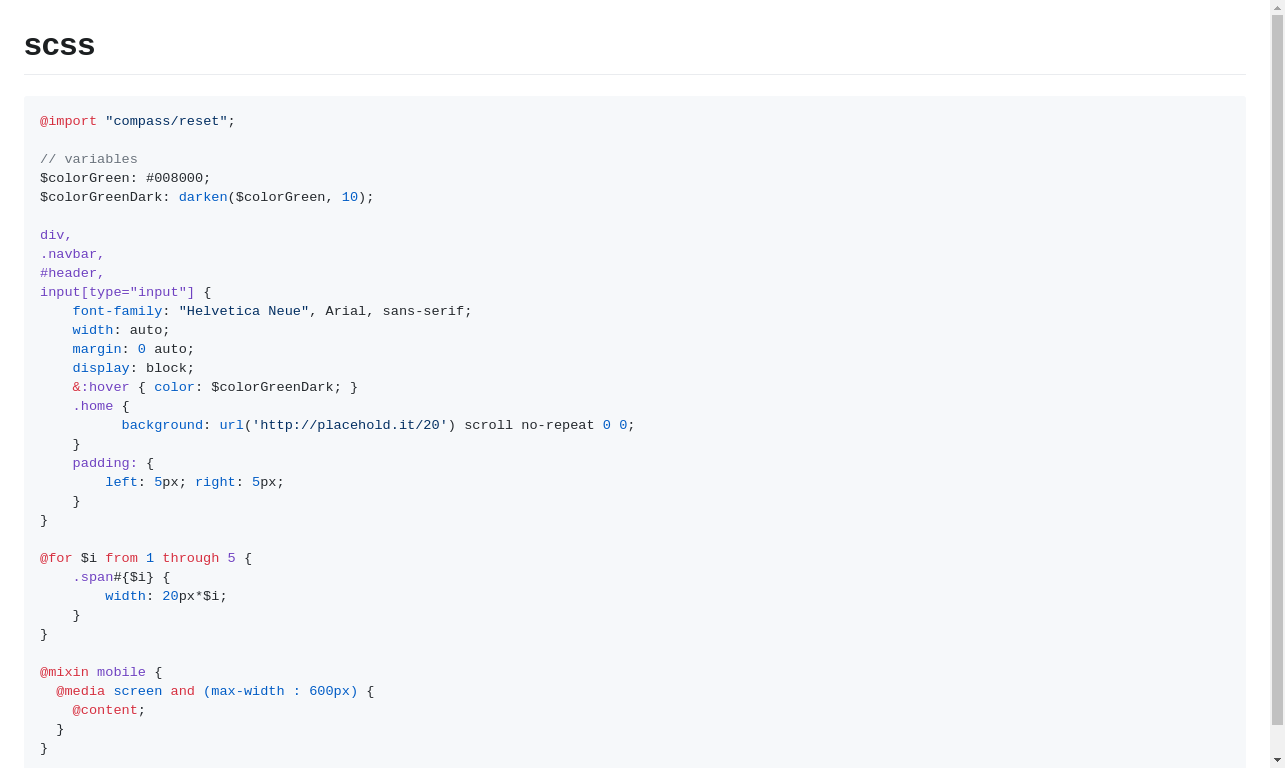 scss
@import "compass/reset";

// variables
$colorGreen: #008000;
$colorGreenDark: darken($colorGreen, 10);

div,
.navbar,
#header,
input[type="input"] {
    font-family: "Helvetica Neue", Arial, sans-serif;
    width: auto;
    margin: 0 auto;
    display: block;
    &:hover { color: $colorGreenDark; }
    .home {
          background: url('http://placehold.it/20') scroll no-repeat 0 0;
    }
    padding: {
        left: 5px; right: 5px;
    }
}

@for $i from 1 through 5 {
    .span#{$i} {
        width: 20px*$i;
    }
}

@mixin mobile {
  @media screen and (max-width : 600px) {
    @content;
  }
}